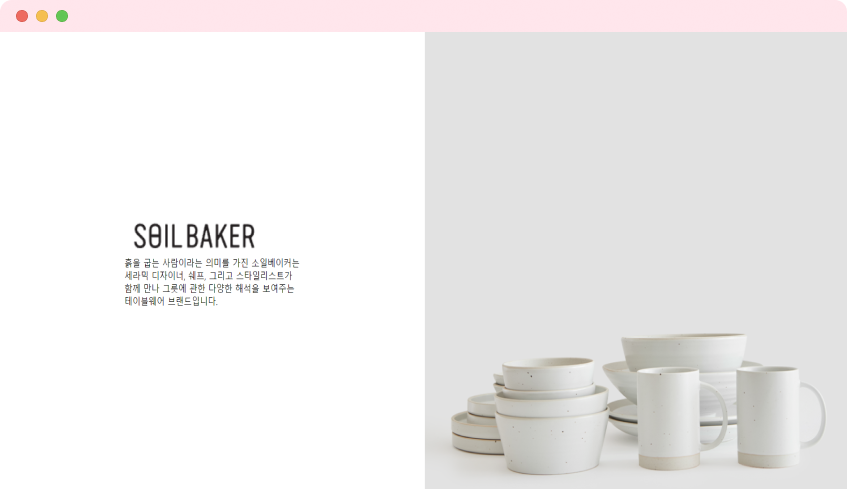 SOIL BAKER
흙을 굽는 사람이라는 의미를 가진 소일베이커는
세라믹 디자이너, 쉐프, 그리고 스타일리스트가
함께 만나 그릇에 관한 다양한 해석을 보여주는
테이블웨어 브랜드입니다.